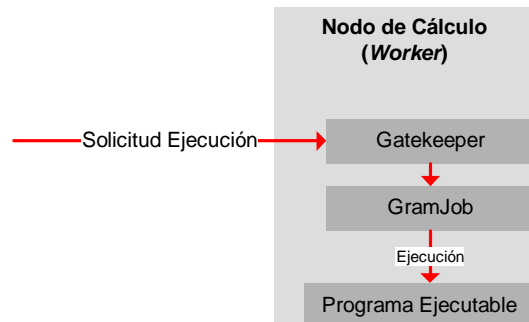 Nodo de Cálculo
(Worker)
Solicitud Ejecución
Gatekeeper
GramJob
Ejecución
Programa Ejecutable